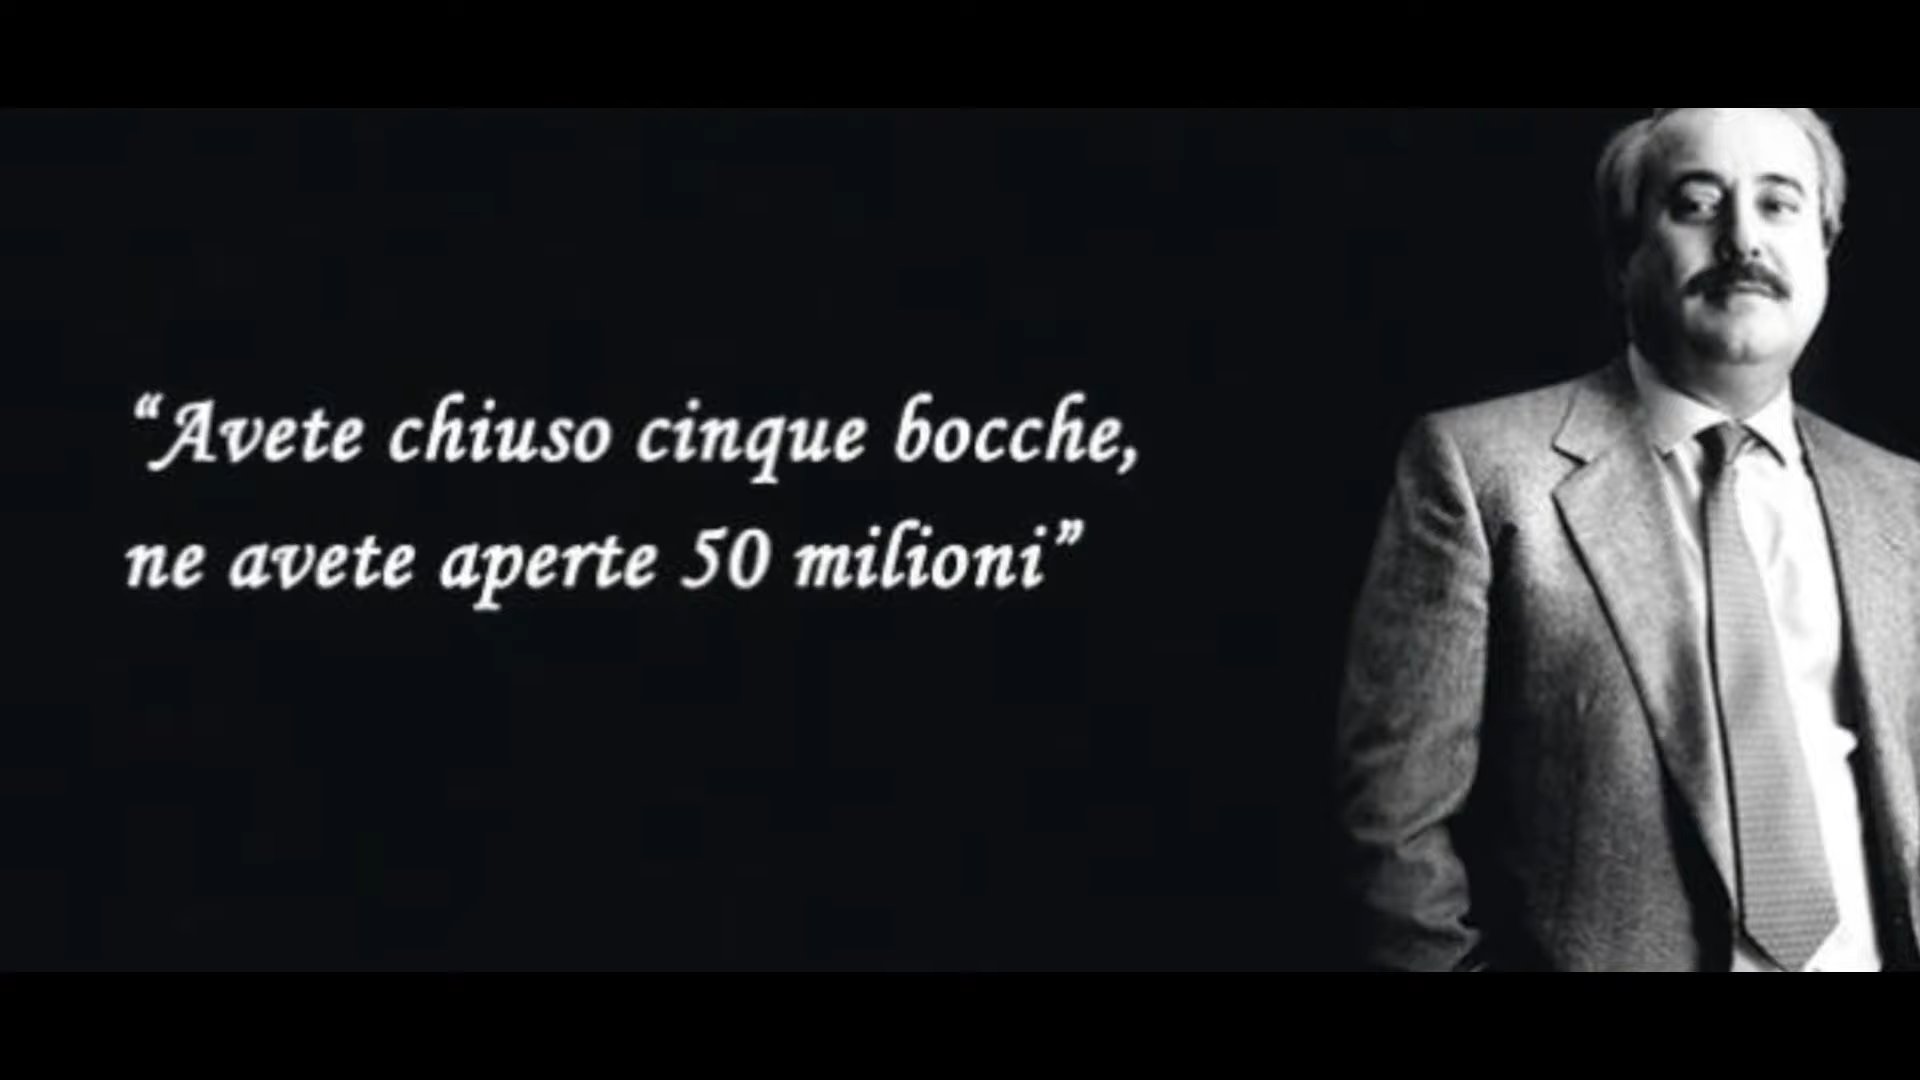 “Avete chiuso cinque bocche,
ne avete aperte 50 milioni”